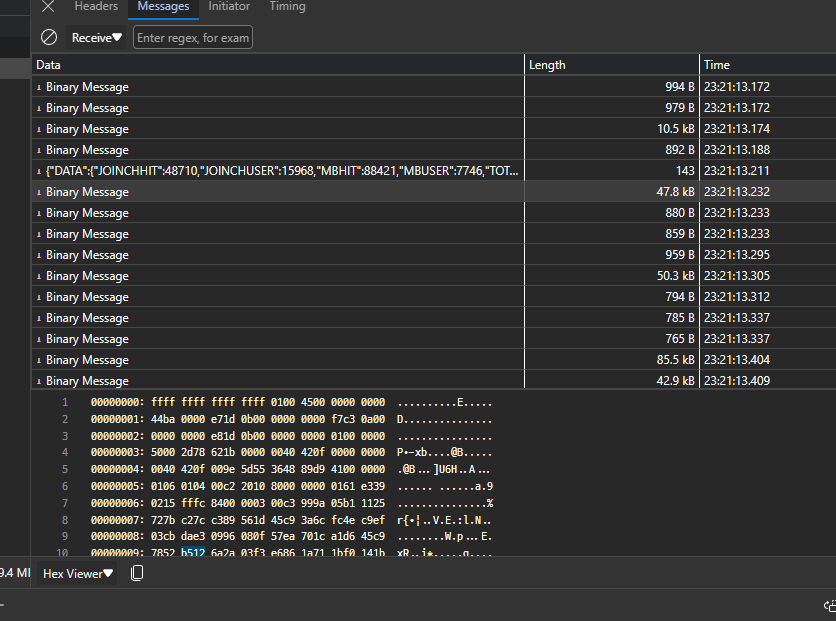 Headers Messages Initiator Timing
Receive▼ Enter regex, for exam
Data Length Time
Binary Message 994 B 23:21:13.172
Binary Message 979 B 23:21:13.172
Binary Message 10.5 kB 23:21:13.174
Binary Message 892 B 23:21:13.188
{"DATA":{"JOINCHHIT":48710,"JOINCHUSER":15968,"MBHIT":88421,"MBUSER":7746,"TOT... 143 23:21:13.211
Binary Message 47.8 kB 23:21:13.232
Binary Message 880 B 23:21:13.233
Binary Message 859 B 23:21:13.233
Binary Message 959 B 23:21:13.295
Binary Message 50.3 kB 23:21:13.305
Binary Message 794 B 23:21:13.312
Binary Message 785 B 23:21:13.337
Binary Message 765 B 23:21:13.337
Binary Message 85.5 kB 23:21:13.404
Binary Message 42.9 kB 23:21:13.409
1 00000000: ffff ffff ffff ffff 0100 4500 0000 0000 ..........E.....
2 00000001: 44ba 0000 e71d 0b00 0000 0000 f7c3 0a00 D...............
3 00000002: 0000 0000 e81d 0b00 0000 0000 0100 0000 ................
4 00000003: 5000 2d78 621b 0000 0040 420f 0000 0000 P•–xb....@B.....
5 00000004: 0040 420f 009e 5d55 3648 89d9 4100 0000 .@B...]U6H..A...
6 00000005: 0106 0104 00c2 2010 8000 0000 0161 e339 ...... ......a.9
7 00000006: 0215 fffc 8400 0003 00c3 999a 05b1 1125 ...............%
8 00000007: 727b c27c c389 561d 45c9 3a6c fc4e c9ef r{•¦..V.E.:l.N..
9 00000008: 03cb dae3 0996 080f 57ea 701c a1d6 45c9 ........W.p...E.
10 00000009: 7852 b512 6a2a 03f3 e686 1a71 1bf0 141b xR..j*.....q....
9.4 MB Hex Viewer▼